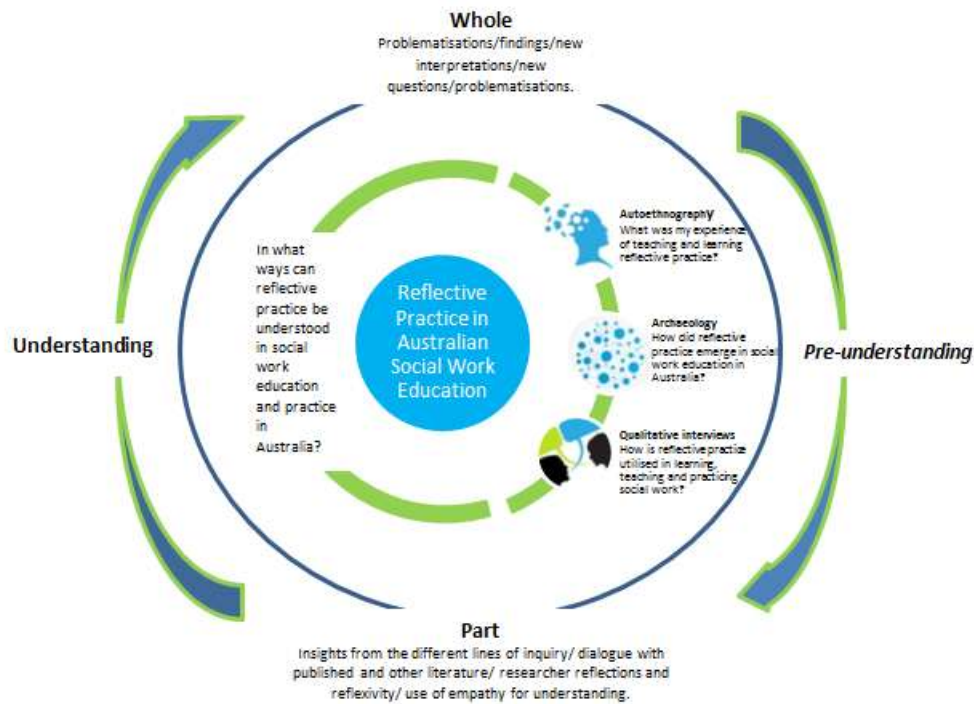 Whole
Problematisations/findings/new
interpretations/new
questions/problematisations.
Autoethnography
What was my experience
of teaching and learning
reflective practice?
In what
ways can
reflective
practice be
understood
in social
work
education
and practice
in
Australia?
Reflective
Practice in
Australian
Social Work
Education
Archaeology
How did reflective
practice emerge in social
work education in
Australia?
Understanding
Pre-understanding
Qualitative interviews
How is reflective practice
utilised in learning,
teaching and practicing
social work?
Part
Insights from the different lines of inquiry/ dialogue with
published and other literature/ researcher reflections and
reflexivity/ use of empathy for understanding.